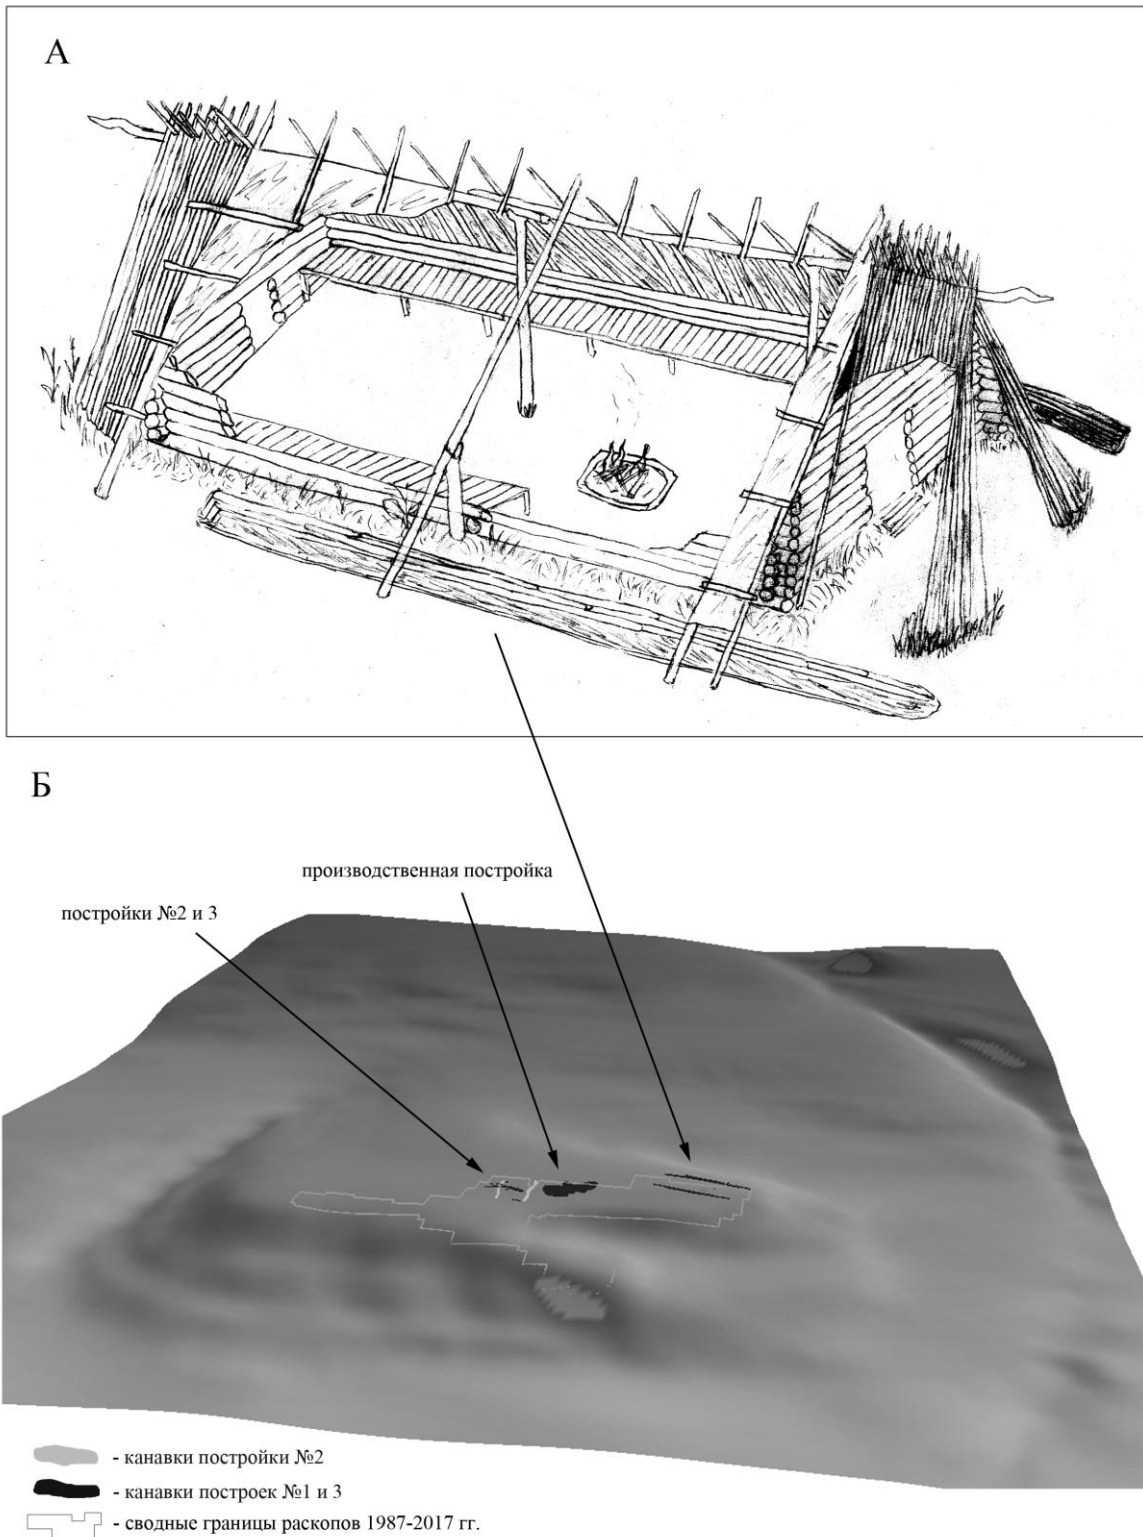 А
Б
производственная постройка
постройки №2 и 3
- канавки постройки №2
- канавки построек №1 и 3
- сводные границы раскопов 1987-2017 гг.